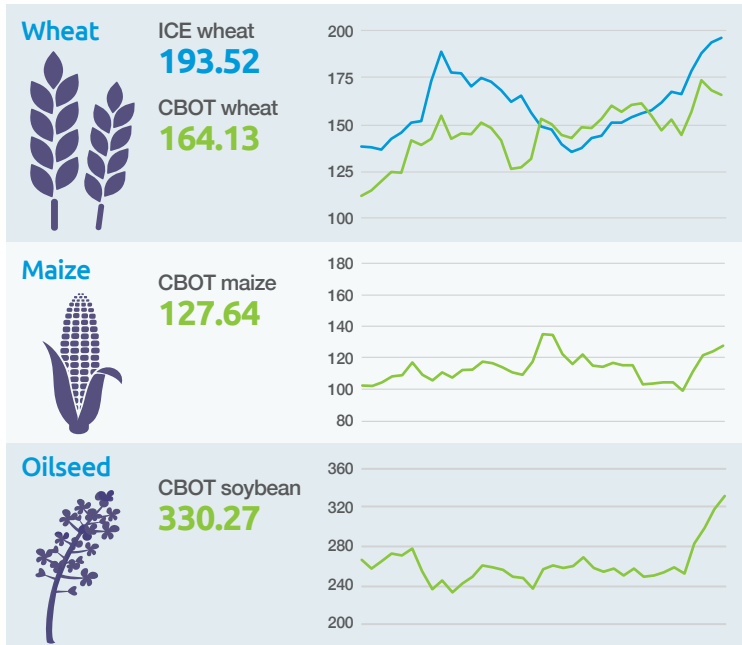 Wheat
ICE wheat
193.52
CBOT wheat
164.13
200
175
150
125
100
Maize
CBOT maize
127.64
180
160
140
120
100
80
Oilseed
CBOT soybean
330.27
360
320
280
240
200